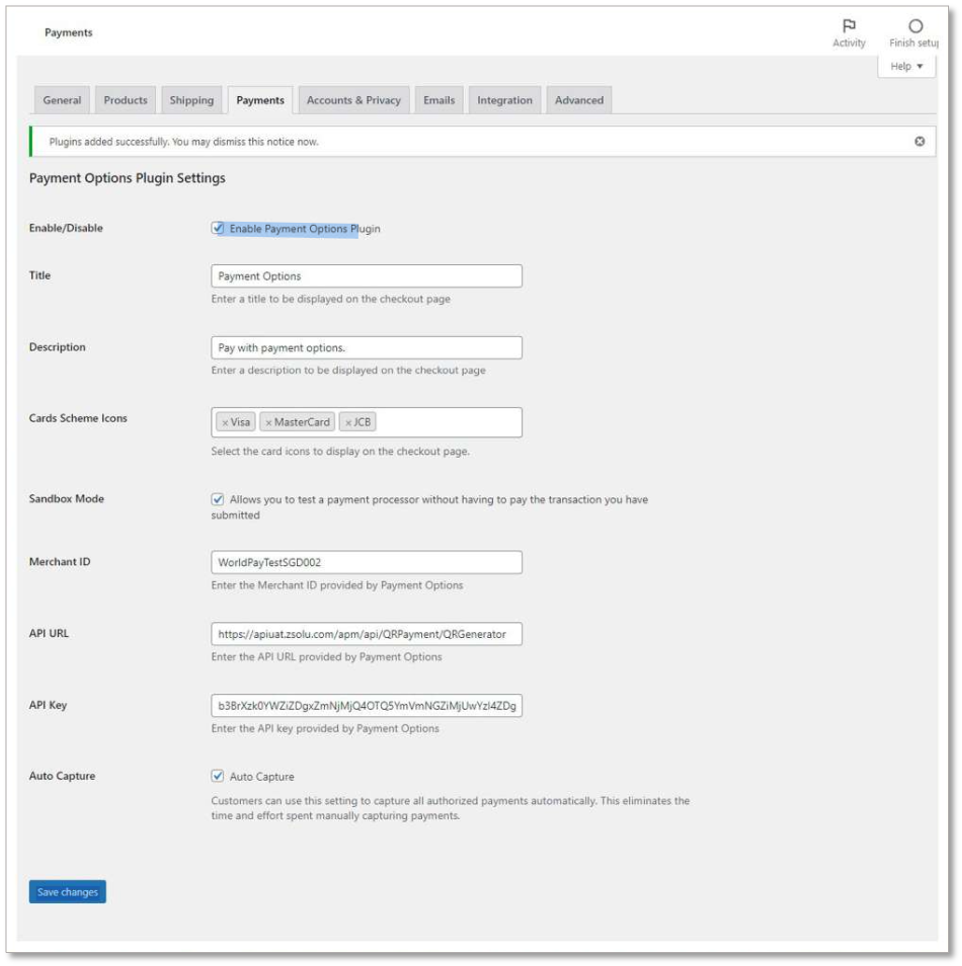 Payments
Activity
Finish setup
Help
General
Products
Shipping
Payments
Accounts & Privacy
Emails
Integration
Advanced
Plugins added successfully. You may dismiss this notice now.
Payment Options Plugin Settings
Enable/Disable
Enable Payment Options Plugin
Title
Payment Options
Enter a title to be displayed on the checkout page
Description
Pay with payment options.
Enter a description to be displayed on the checkout page
Cards Scheme Icons
× Visa × MasterCard × JCB
Select the card icons to display on the checkout page.
Sandbox Mode
Allows you to test a payment processor without having to pay the transaction you have
submitted
Merchant ID
WorldPayTestSGD002
Enter the Merchant ID provided by Payment Options
API URL
https://apiuat.zsolu.com/apm/api/QRPayment/QRGenerator
Enter the API URL provided by Payment Options
API Key
Enter the API key provided by Payment Options
Auto Capture
Auto Capture
Customers can use this setting to capture all authorized payments automatically. This eliminates the
time and effort spent manually capturing payments.
Save changes